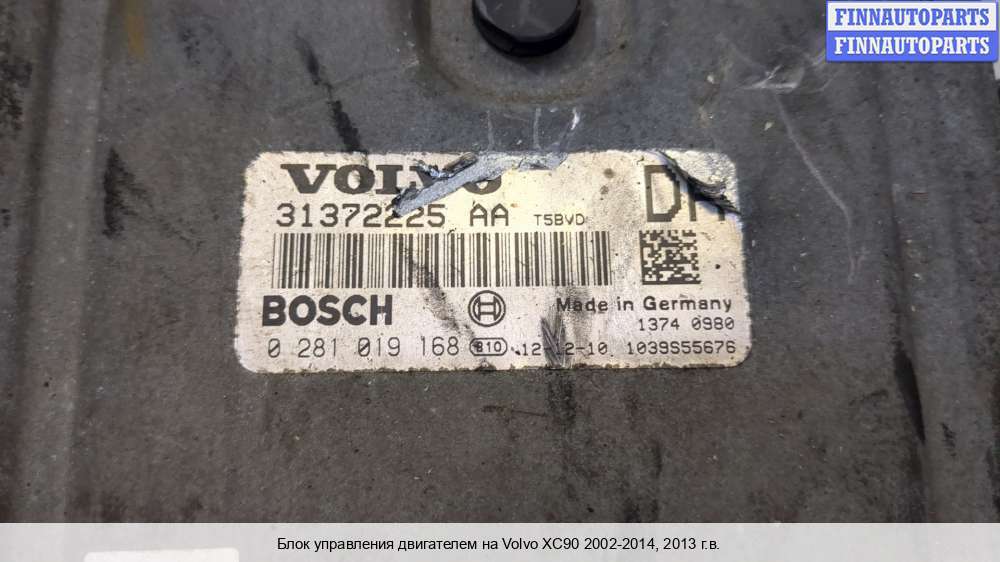 FINNAUTOPARTS
FINNAUTOPARTS
VOLVO
31372225 AA T5BVD
BOSCH
Made in Germany
1374 0980
0 281 019 168 810 12-12-10 1039S55676
Блок управления двигателем на Volvo XC90 2002-2014, 2013 г.в.